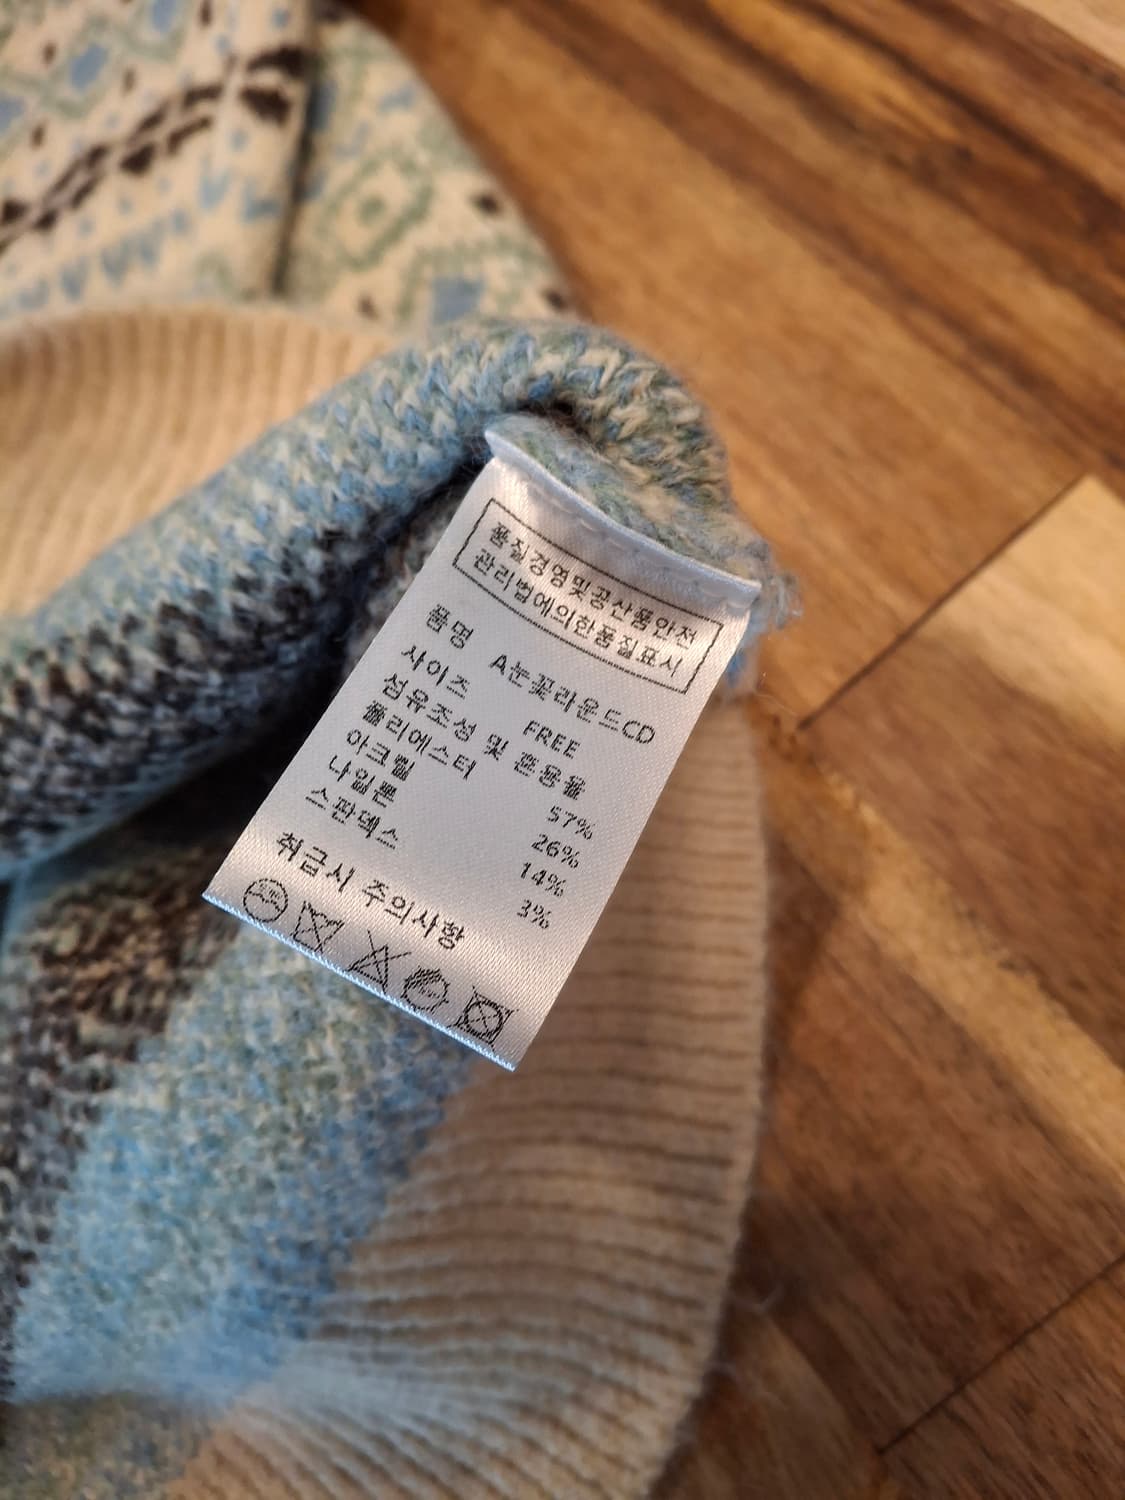 품질경영및공산품안전
관리법에의한품질표시
품명 A눈꽃라운드CD
사이즈 FREE
섬유조성 및 혼용율
폴리에스터 57%
아크릴 26%
나일론 14%
스판덱스 3%
취급시 주의사항